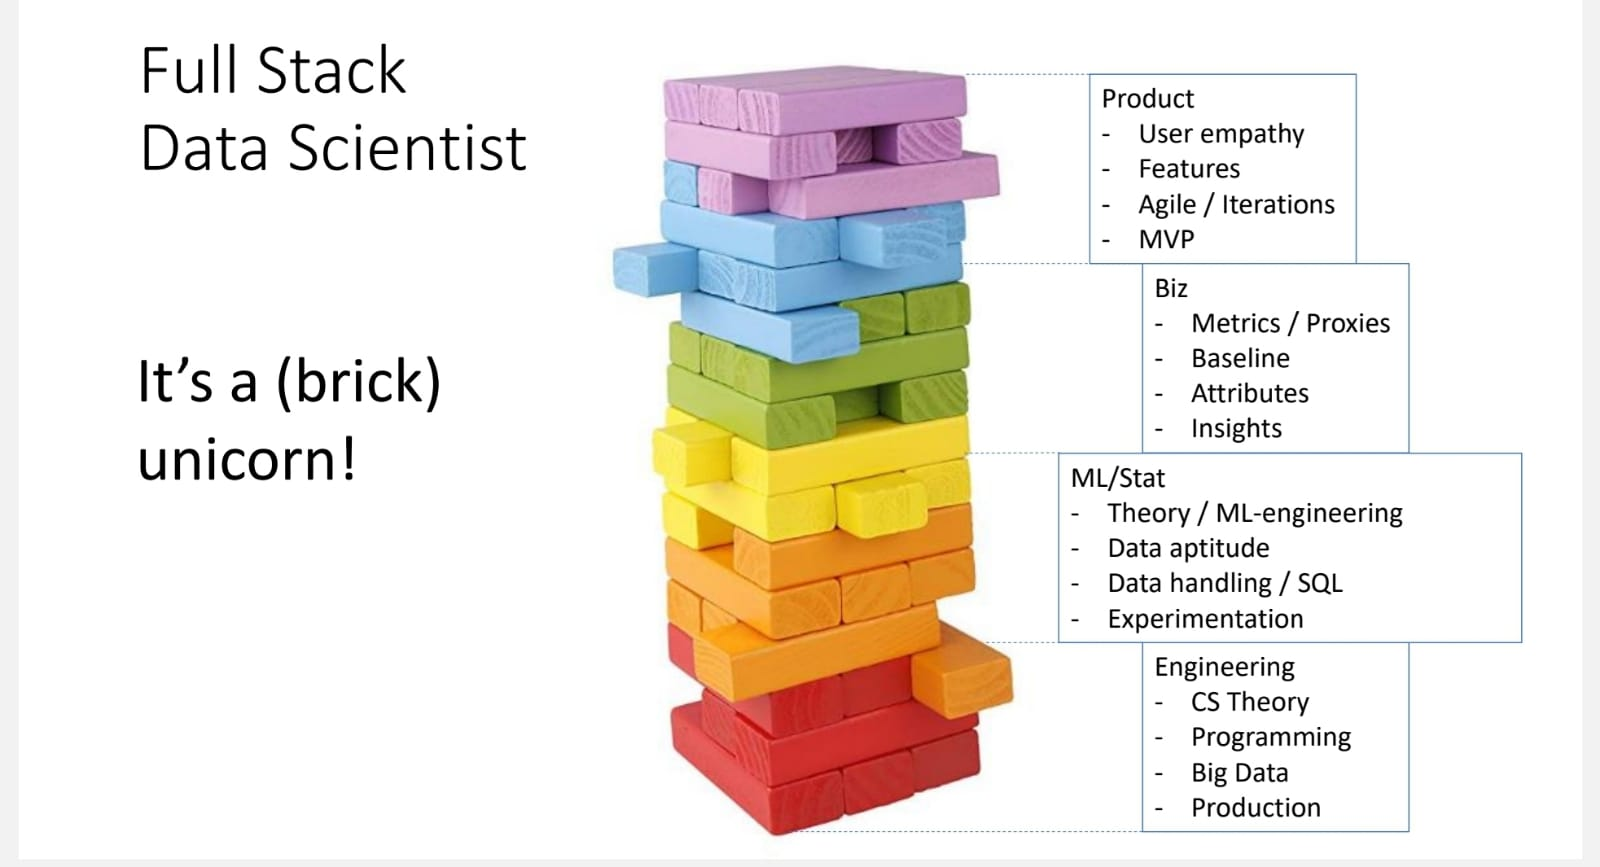 Full Stack
Data Scientist
It’s a (brick)
unicorn!
Product
- User empathy
- Features
- Agile / Iterations
- MVP
Biz
- Metrics / Proxies
- Baseline
- Attributes
- Insights
ML/Stat
- Theory / ML-engineering
- Data aptitude
- Data handling / SQL
- Experimentation
Engineering
- CS Theory
- Programming
- Big Data
- Production